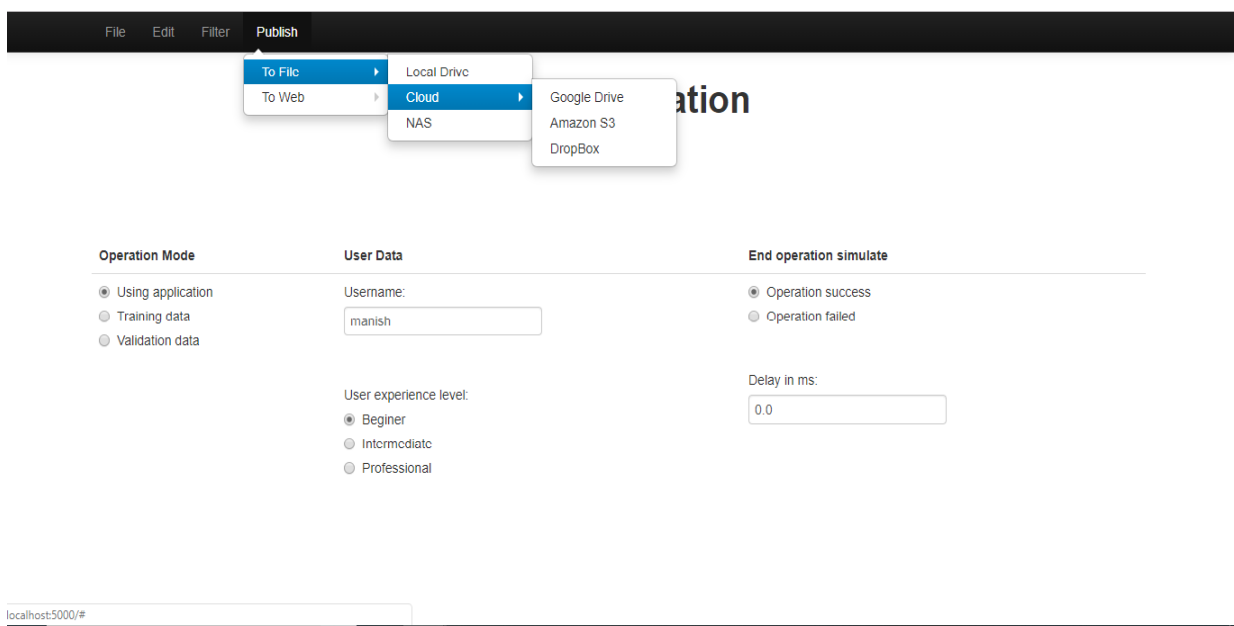 File Edit Filter Publish
To File
To Web
Local Drive
Cloud
NAS
Google Drive
Amazon S3
DropBox
ation
Operation Mode
Using application
Training data
Validation data
User Data
Username:
manish
User experience level:
Beginer
Intermediate
Professional
End operation simulate
Operation success
Operation failed
Delay in ms:
0.0
localhost:5000/#